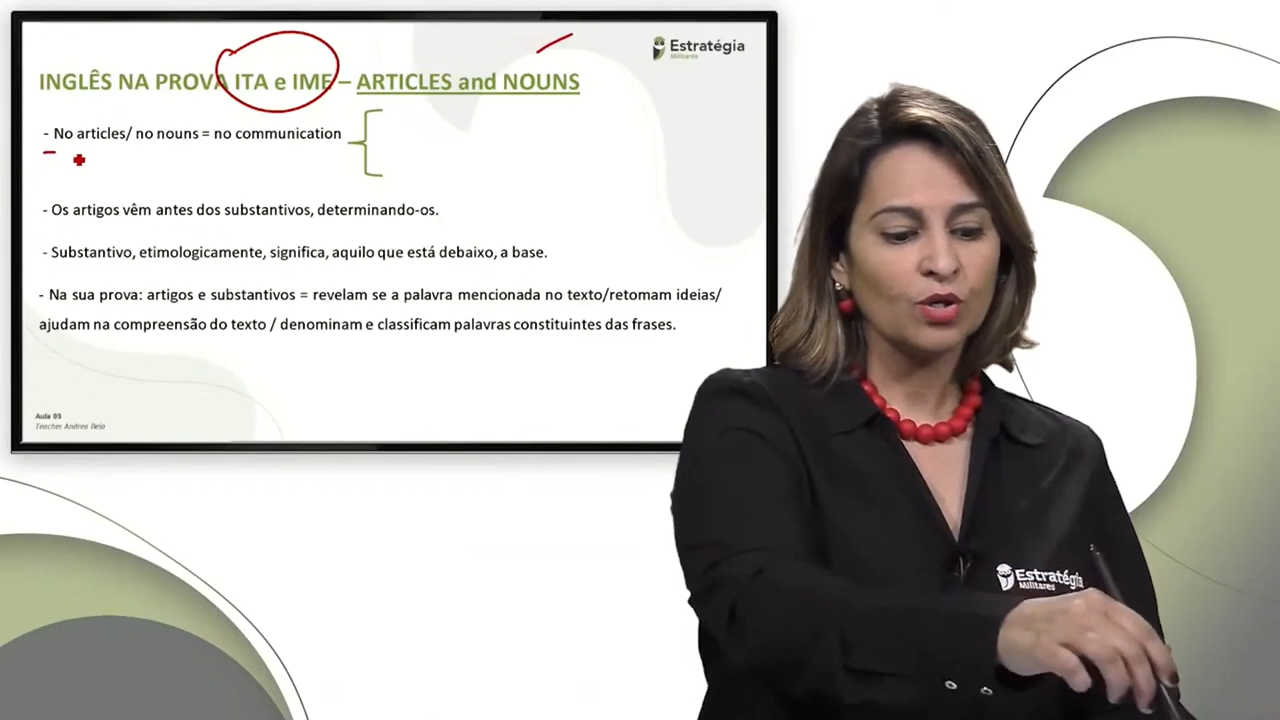 INGLÊS NA PROVA ITA e IME – ARTICLES and NOUNS
Estratégia
Militares
- No articles/ no nouns = no communication
- Os artigos vêm antes dos substantivos, determinando-os.
- Substantivo, etimologicamente, significa, aquilo que está debaixo, a base.
- Na sua prova: artigos e substantivos = revelam se a palavra mencionada no texto/retomam ideias/
ajudam na compreensão do texto / denominam e classificam palavras constituintes das frases.
Aula 03
Teacher Andrea Belo
Estratégia
Militares